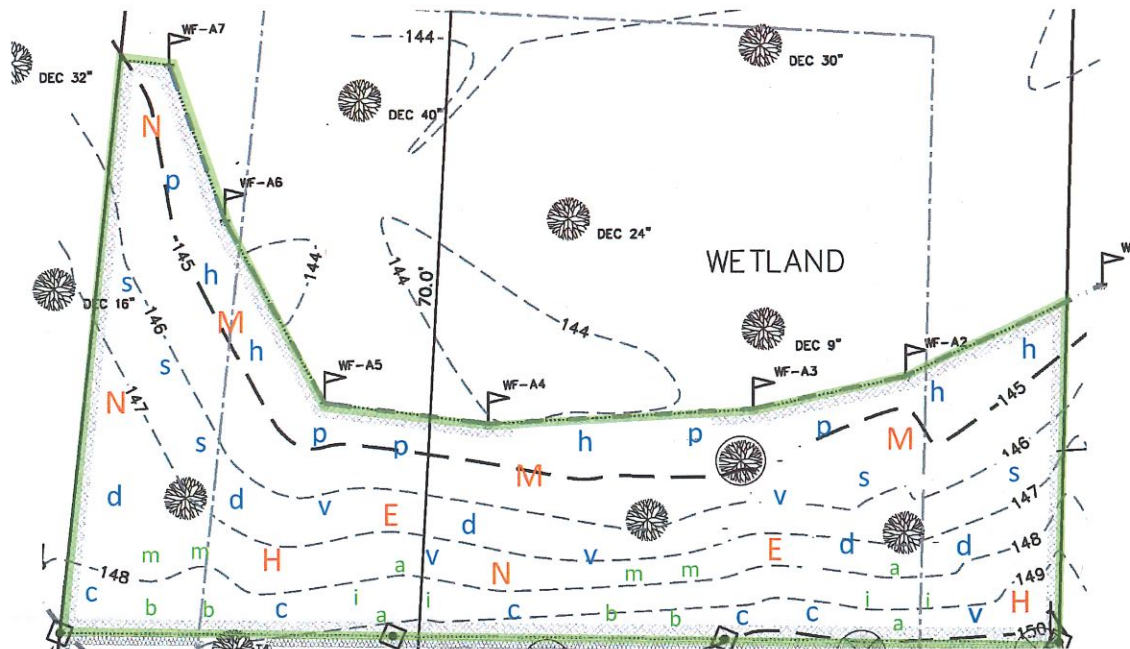 WF-A7
-144-
DEC 32"
DEC 30"
DEC 40"
N
p
WF-A6
DEC 24"
-145
h
-144-
144
70.0'
WETLAND
W
s
DEC 16"
146
M
144
DEC 9"
h
WF-A2
h
s
WF-A5
WF-A4
WF-A3
h
-145
N
147
p
p
h
p
p
M
s
M
-146
s
s
d
d
v
E
d
v
-147
m
m
H
a
v
v
E
d
d
-148
N
m
m
a
148
c
b
b
c
i
a
i
c
b
b
c
c
i
a
i
v
-149
H
-150